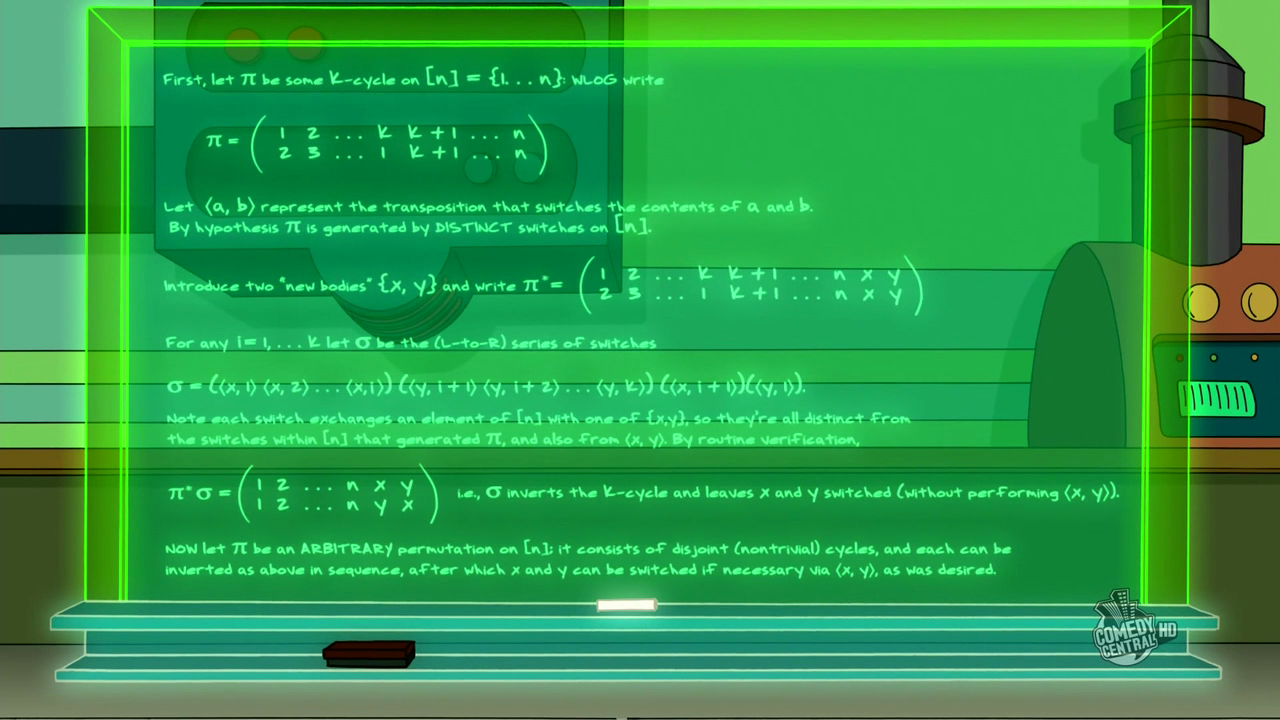 First, let π be some k-cycle on [n] = {1. . . n}: WLOG write
π = ( 1 2 ... k k+1 ... n
2 3 ... 1 k+1 ... n )
Let ⟨a, b⟩ represent the transposition that switches the contents of a and b.
By hypothesis π is generated by DISTINCT switches on [n].
Introduce two "new bodies" {x, y} and write π* = ( 1 2 ... k k+1 ... n x y
2 3 ... 1 k+1 ... n x y )
For any i = 1, . . . k let σ be the (L-to-R) series of switches
σ = (⟨x, 1⟩ ⟨x, 2⟩ . . . ⟨x, i⟩) (⟨y, i + 1⟩ ⟨y, i + 2⟩ . . . ⟨y, k⟩) (⟨x, i + 1⟩)(⟨y, 1⟩).
Note each switch exchanges an element of [n] with one of {x,y}, so they're all distinct from
the switches within [n] that generated π, and also from ⟨x, y⟩. By routine verification,
π*σ = ( 1 2 ... n x y
1 2 ... n y x ) i.e., σ inverts the k-cycle and leaves x and y switched (without performing ⟨x, y⟩).
NOW let π be an ARBITRARY permutation on [n]; it consists of disjoint (nontrivial) cycles, and each can be
inverted as above in sequence, after which x and y can be switched if necessary via ⟨x, y⟩, as was desired.
COMEDY
CENTRAL
HD